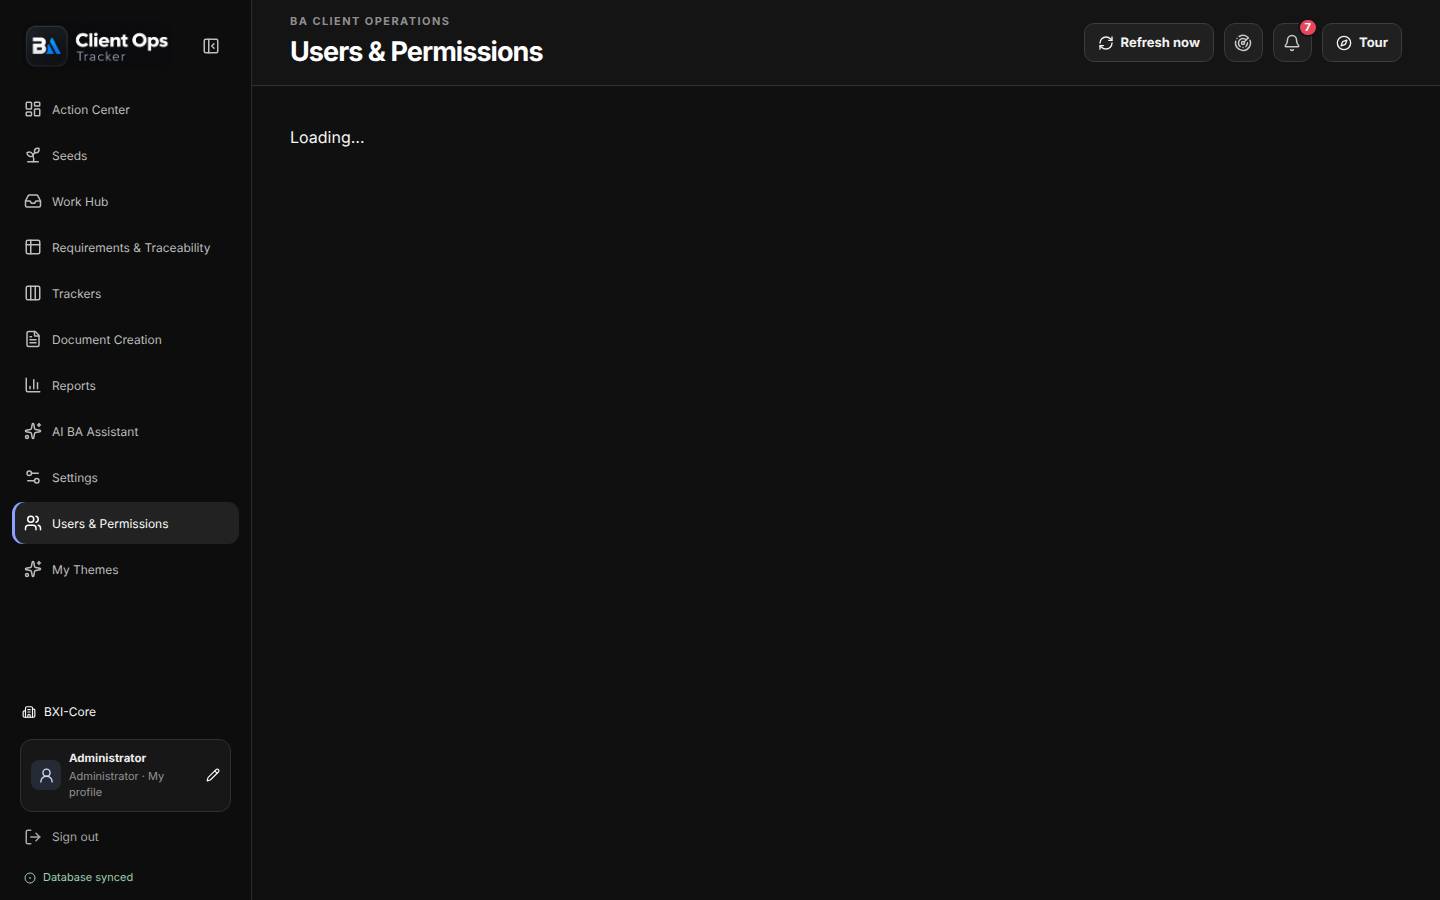 BA
Client Ops
Tracker
Action Center
Seeds
Work Hub
Requirements & Traceability
Trackers
Document Creation
Reports
AI BA Assistant
Settings
Users & Permissions
My Themes
BXI-Core
Administrator
Administrator · My
profile
Sign out
Database synced
BA CLIENT OPERATIONS
Users & Permissions
Refresh now
7
Tour
Loading...